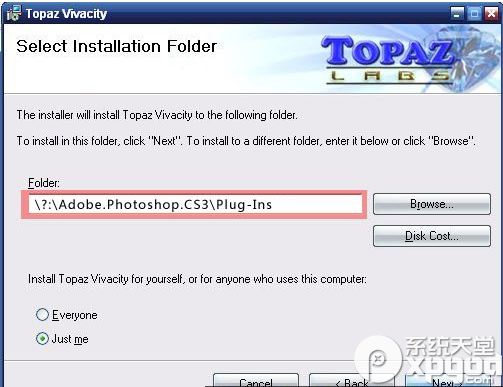 Topaz Vivacity
Select Installation Folder
TOPAZ
LABS
The installer will install Topaz Vivacity to the following folder.
To install in this folder, click "Next". To install to a different folder, enter it below or click "Browse".
Folder:
\?:\Adobe.Photoshop.CS3\Plug-Ins
Browse...
Disk Cost...
Install Topaz Vivacity for yourself, or for anyone who uses this computer:
Everyone
Just me
系统天堂
Cancel
< Back
Next >